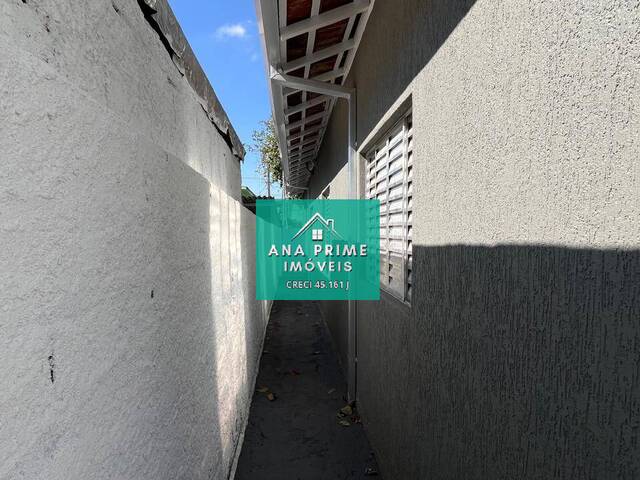 ANA PRIME
IMÓVEIS
CRECI 45.161 J